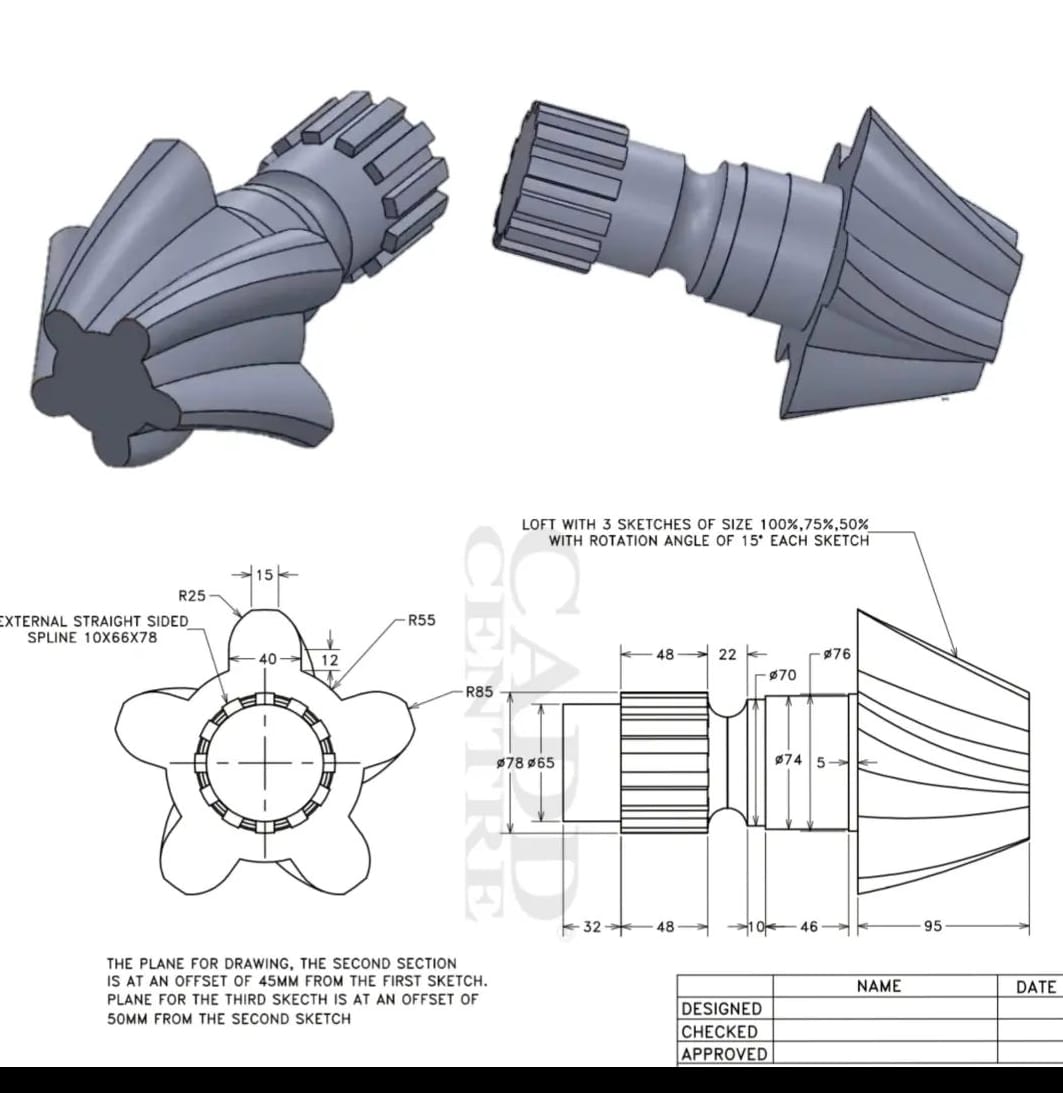 LOFT WITH 3 SKETCHES OF SIZE 100%,75%,50%
WITH ROTATION ANGLE OF 15° EACH SKETCH
15
R25
EXTERNAL STRAIGHT SIDED
SPLINE 10X66X78
R55
40
12
R85
48
22
ø76
ø70
ø78
ø65
ø74
5
32
48
10
46
95
CADD
CENTRE
THE PLANE FOR DRAWING, THE SECOND SECTION
IS AT AN OFFSET OF 45MM FROM THE FIRST SKETCH.
PLANE FOR THE THIRD SKECTH IS AT AN OFFSET OF
50MM FROM THE SECOND SKETCH
NAME
DATE
DESIGNED
CHECKED
APPROVED